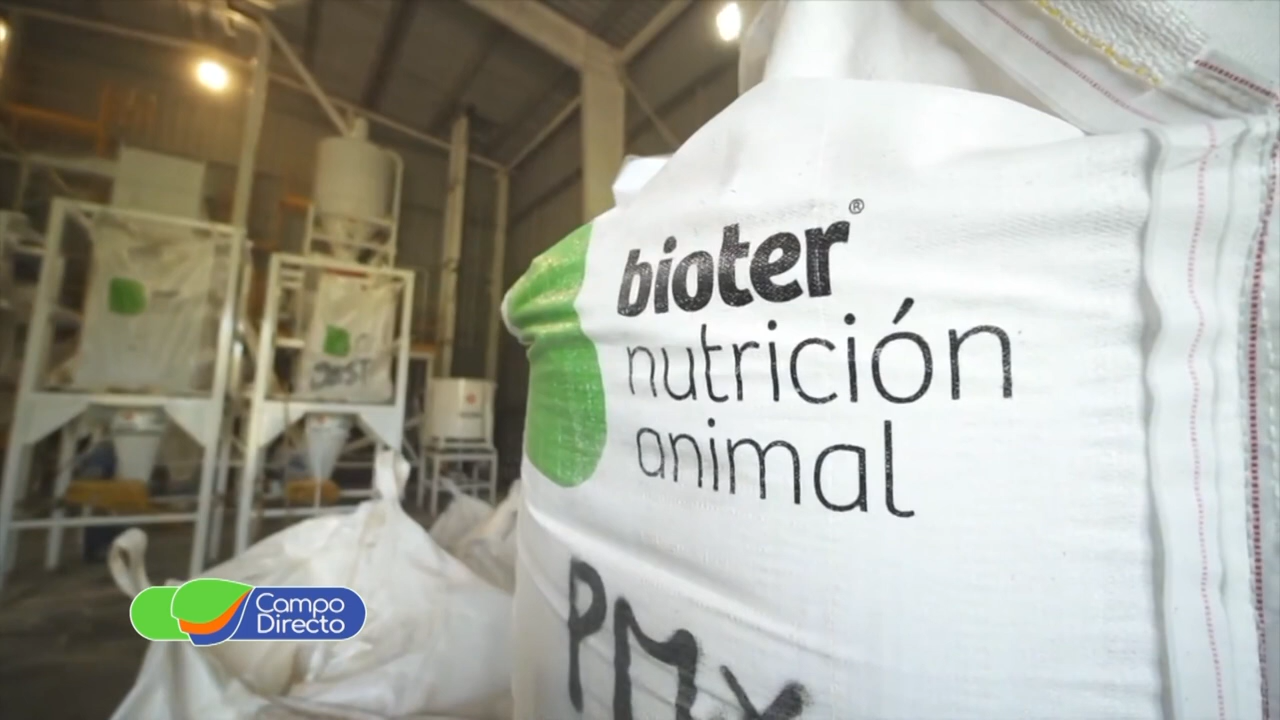 bioter®
nutrición
animal
PMX
Campo
Directo